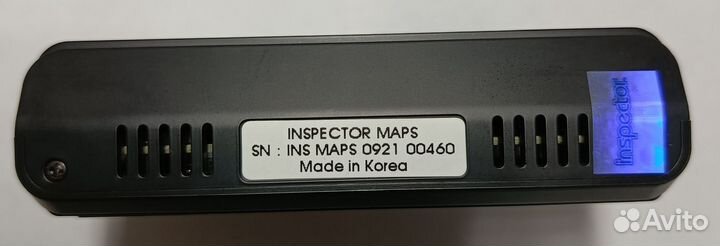 INSPECTOR MAPS
SN : INS MAPS 0921 00460
Made in Korea
inspector
Avito